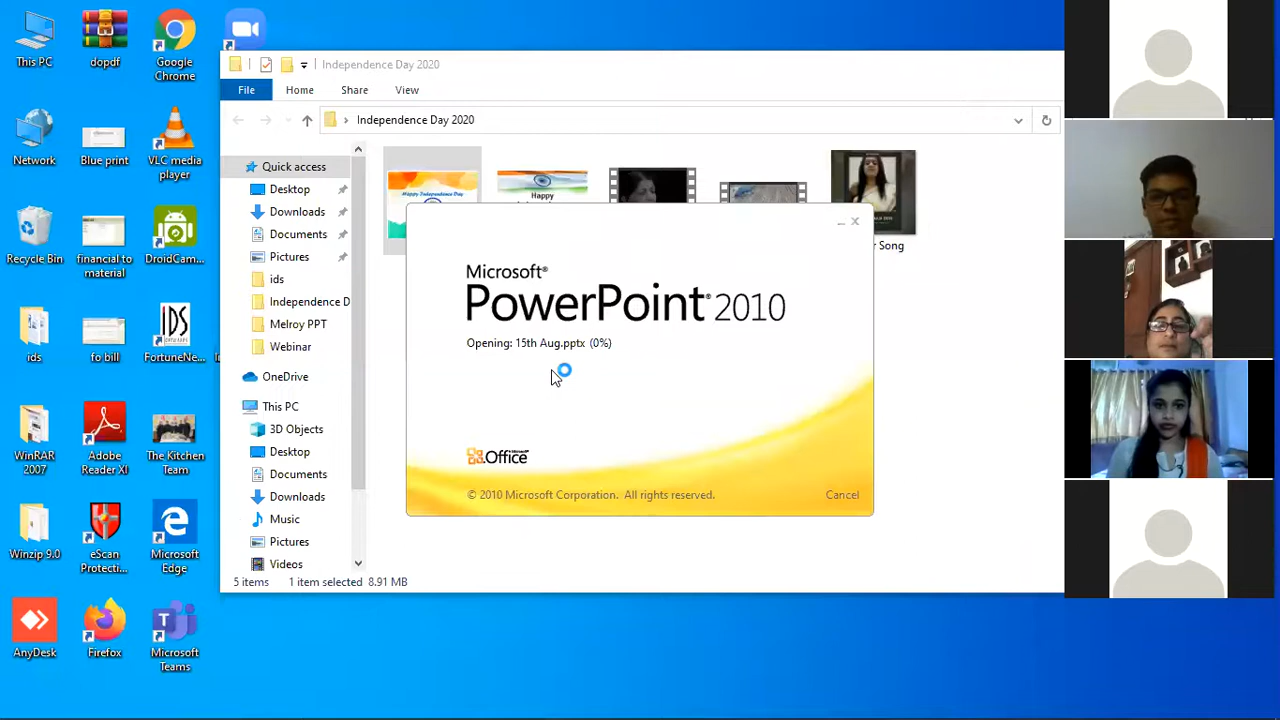 This PC
dopdf
Google
Chrome
Network
Blue print
VLC media
player
Recycle Bin
financial to
material
DroidCam...
ids
fo bill
IDS
FortuneNe...
WinRAR
2007
Adobe
Reader XI
The Kitchen
Team
Winzip 9.0
eScan
Protecti...
Microsoft
Edge
AnyDesk
Firefox
Microsoft
Teams
Independence Day 2020
File
Home
Share
View
Independence Day 2020
Quick access
Desktop
Downloads
Documents
Pictures
ids
Independence D
Melroy PPT
Webinar
OneDrive
This PC
3D Objects
Desktop
Documents
Downloads
Music
Pictures
Videos
5 items
1 item selected 8.91 MB
Happy Independence Day
Happy
Song
Microsoft®
PowerPoint® 2010
Opening: 15th Aug.pptx (0%)
Office
© 2010 Microsoft Corporation. All rights reserved.
Cancel